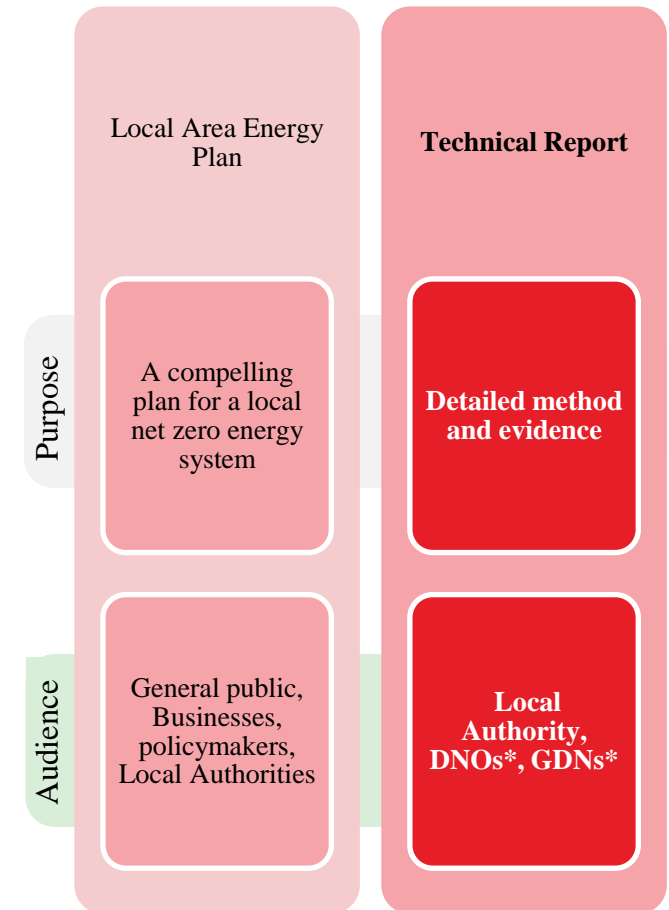 Local Area Energy
Plan
Technical Report
Purpose
A compelling
plan for a local
net zero energy
system
Detailed method
and evidence
Audience
General public,
Businesses,
policymakers,
Local Authorities
Local
Authority,
DNOs*, GDNs*